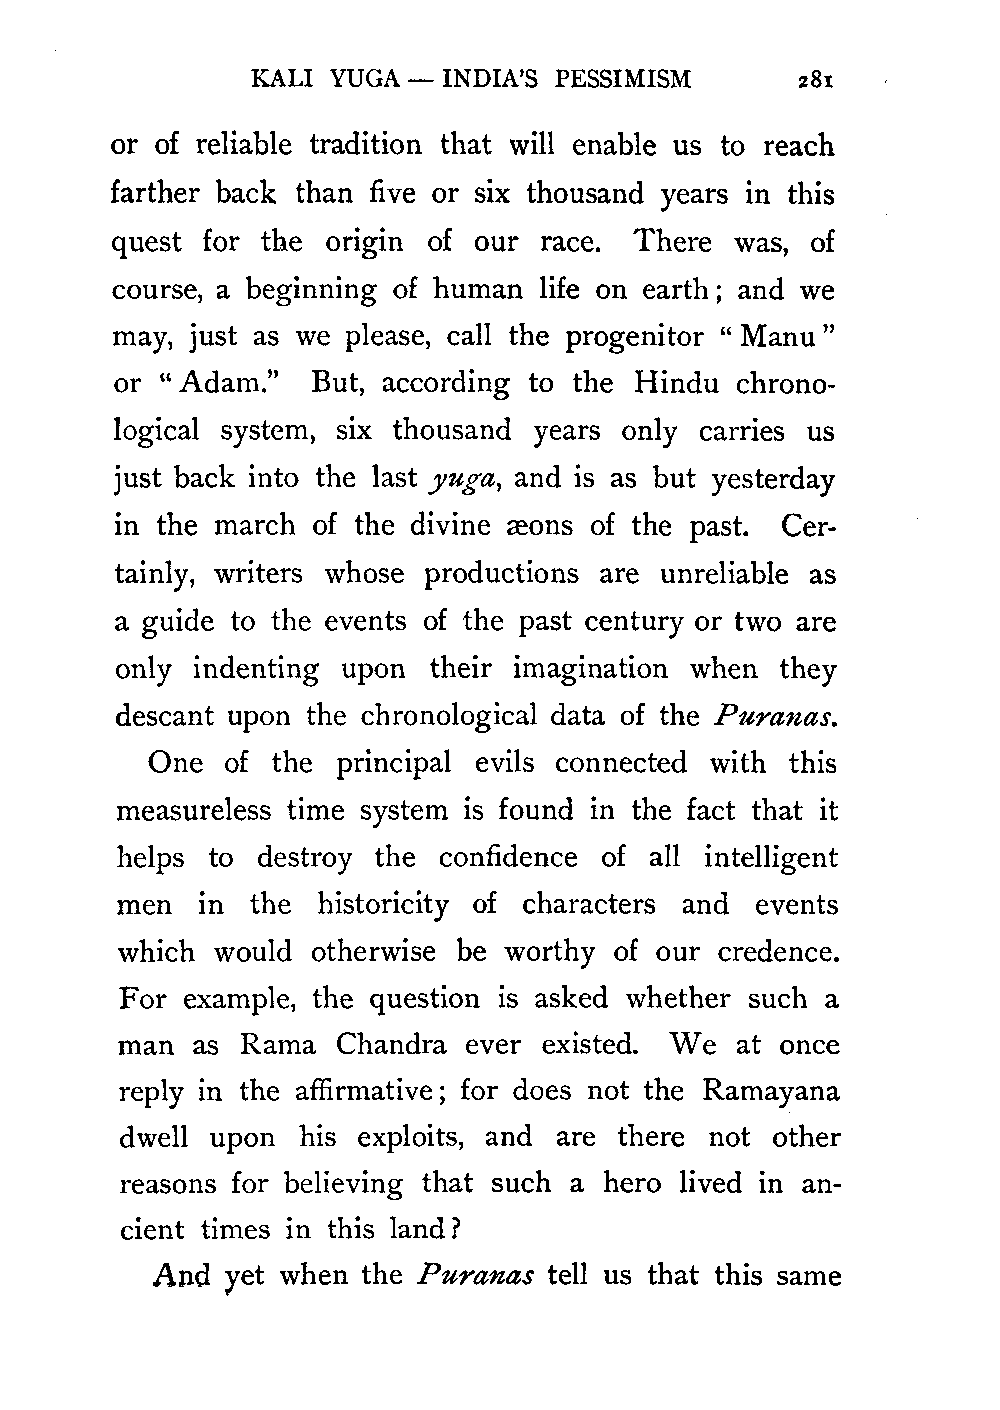 KALI YUGA — INDIA'S PESSIMISM 281
or of reliable tradition that will enable us to reach
farther back than five or six thousand years in this
quest for the origin of our race. There was, of
course, a beginning of human life on earth; and we
may, just as we please, call the progenitor “Manu”
or “Adam.” But, according to the Hindu chrono-
logical system, six thousand years only carries us
just back into the last yuga, and is as but yesterday
in the march of the divine æons of the past. Cer-
tainly, writers whose productions are unreliable as
a guide to the events of the past century or two are
only indenting upon their imagination when they
descant upon the chronological data of the Puranas.
One of the principal evils connected with this
measureless time system is found in the fact that it
helps to destroy the confidence of all intelligent
men in the historicity of characters and events
which would otherwise be worthy of our credence.
For example, the question is asked whether such a
man as Rama Chandra ever existed. We at once
reply in the affirmative; for does not the Ramayana
dwell upon his exploits, and are there not other
reasons for believing that such a hero lived in an-
cient times in this land?
And yet when the Puranas tell us that this same